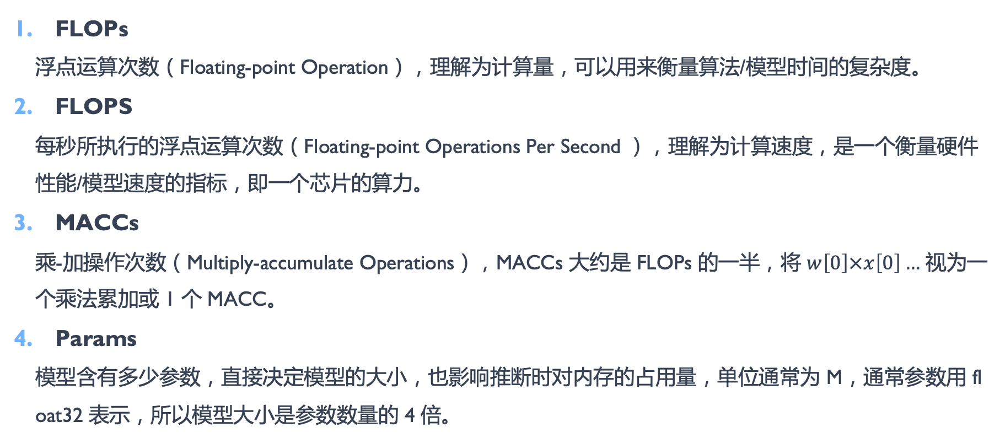 1. FLOPs
浮点运算次数（Floating-point Operation），理解为计算量，可以用来衡量算法/模型时间的复杂度。
2. FLOPS
每秒所执行的浮点运算次数（Floating-point Operations Per Second ），理解为计算速度，是一个衡量硬件
性能/模型速度的指标，即一个芯片的算力。
3. MACCs
乘-加操作次数（Multiply-accumulate Operations），MACCs 大约是 FLOPs 的一半，将 w[0]×x[0] ... 视为一
个乘法累加或 1 个 MACC。
4. Params
模型含有多少参数，直接决定模型的大小，也影响推断时对内存的占用量，单位通常为 M，通常参数用 fl
oat32 表示，所以模型大小是参数数量的 4 倍。